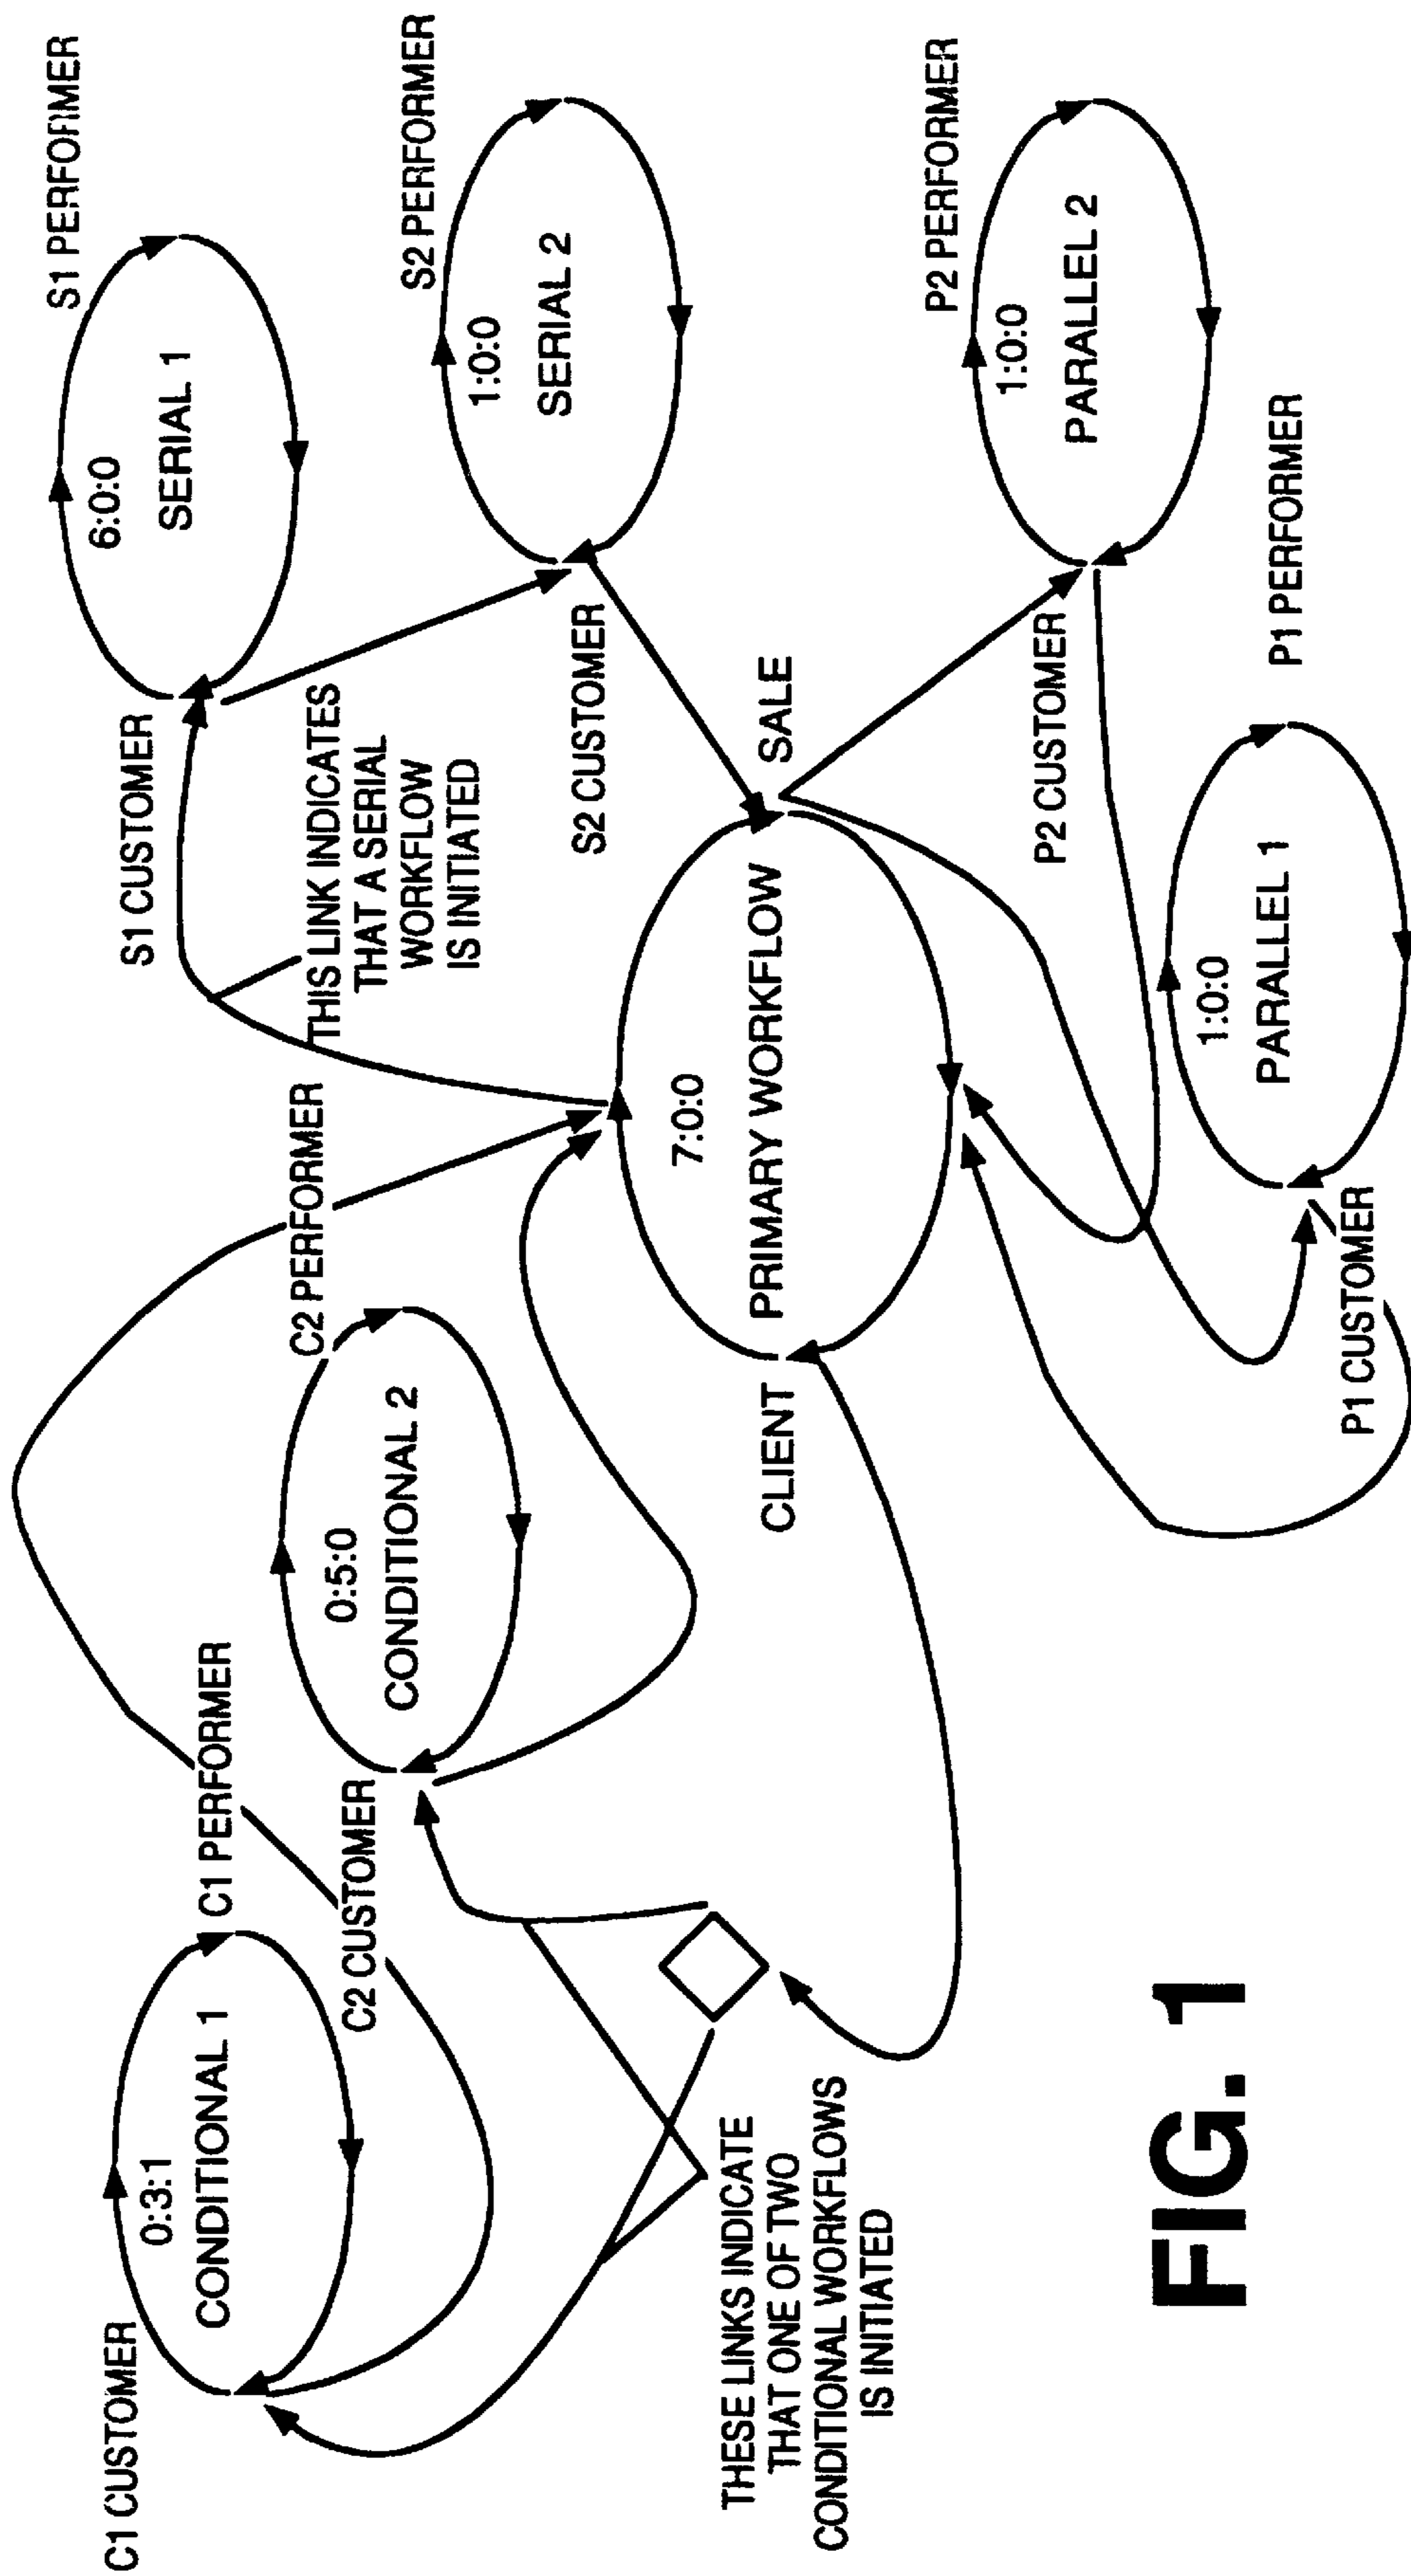 C1 CUSTOMER
0:3:1
CONDITIONAL 1
C1 PERFORMER
C2 CUSTOMER
0:5:0
CONDITIONAL 2
C2 PERFORMER
S1 CUSTOMER
6:0:0
SERIAL 1
S1 PERFORMER
THIS LINK INDICATES
THAT A SERIAL
WORKFLOW
IS INITIATED
S2 CUSTOMER
1:0:0
SERIAL 2
S2 PERFORMER
CLIENT
7:0:0
PRIMARY WORKFLOW
SALE
THESE LINKS INDICATE
THAT ONE OF TWO
CONDITIONAL WORKFLOWS
IS INITIATED
P2 CUSTOMER
1:0:0
PARALLEL 2
P2 PERFORMER
P1 CUSTOMER
1:0:0
PARALLEL 1
P1 PERFORMER
FIG. 1